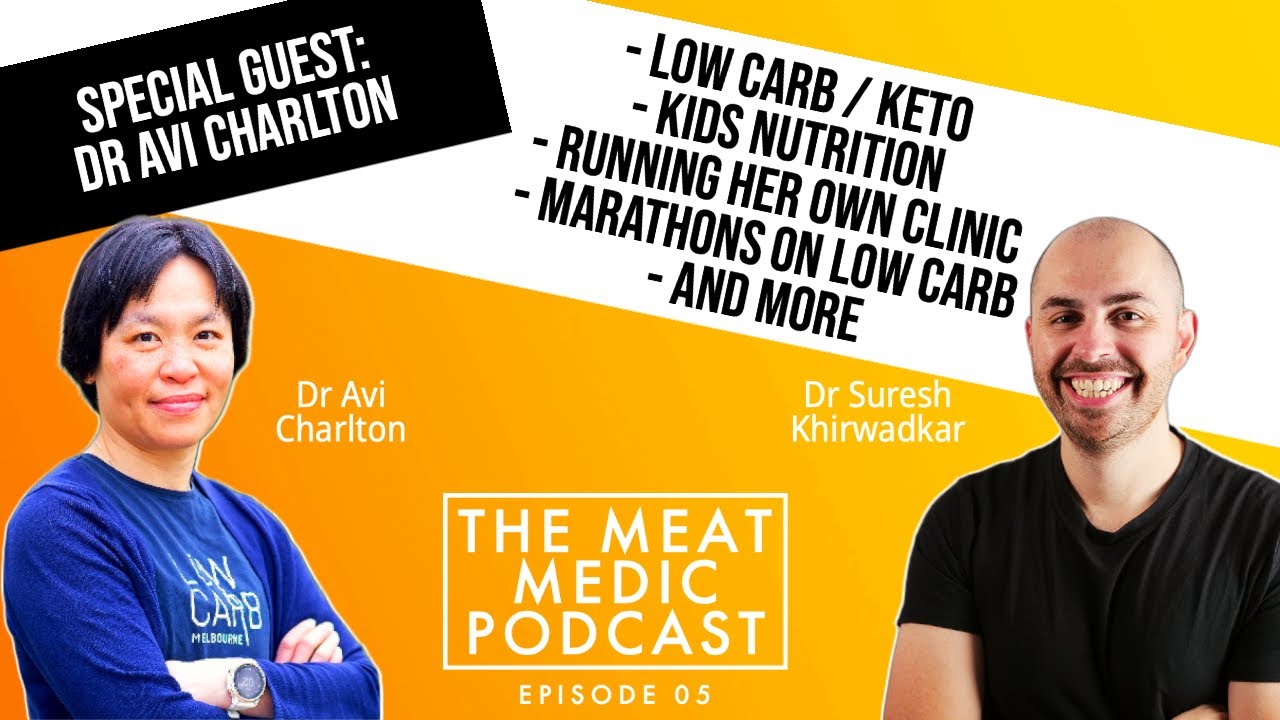 SPECIAL GUEST:
DR AVI CHARLTON
- LOW CARB / KETO
- KIDS NUTRITION
- RUNNING HER OWN CLINIC
- MARATHONS ON LOW CARB
- AND MORE
Dr Avi
Charlton
Dr Suresh
Khirwadkar
LOW
CARB
MELBOURNE
THE MEAT
MEDIC
PODCAST
EPISODE 05